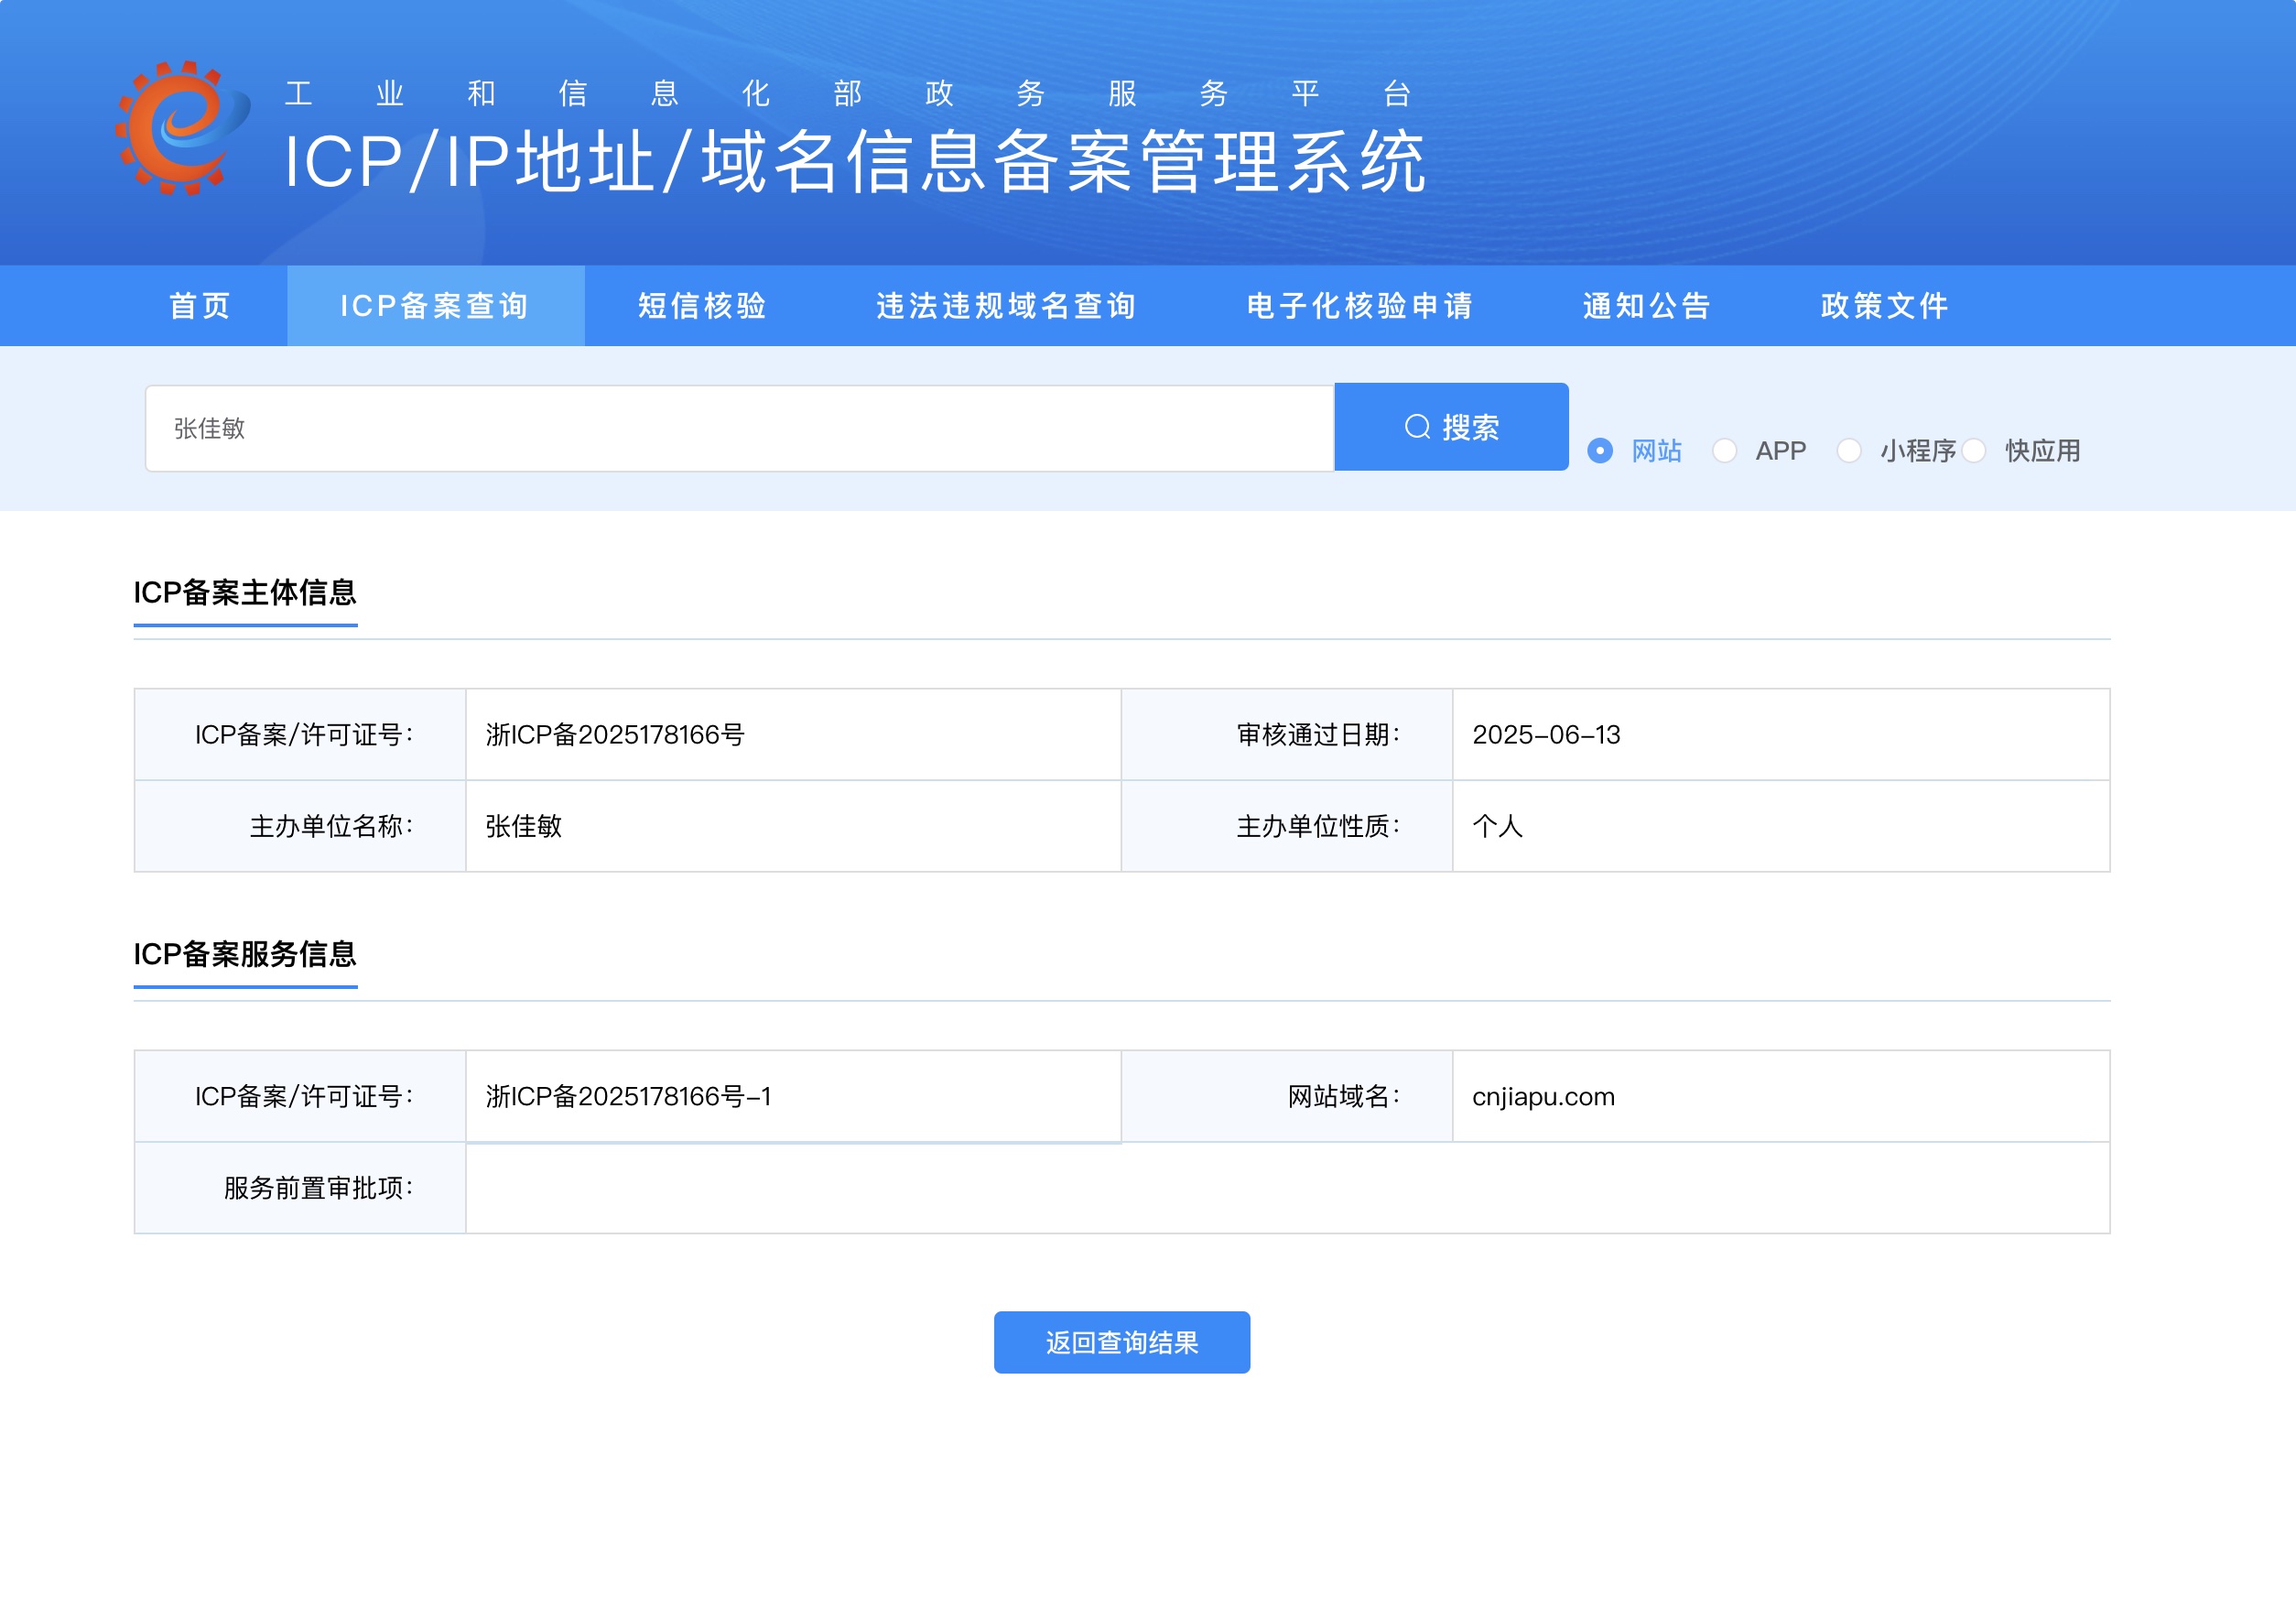 工业和信息化部政务服务平台
ICP/IP地址/域名信息备案管理系统
首页 ICP备案查询 短信核验 违法违规域名查询 电子化核验申请 通知公告 政策文件
张佳敏 搜索 网站 APP 小程序 快应用
ICP备案主体信息
ICP备案/许可证号： 浙ICP备2025178166号 审核通过日期： 2025-06-13
主办单位名称： 张佳敏 主办单位性质： 个人
ICP备案服务信息
ICP备案/许可证号： 浙ICP备2025178166号-1 网站域名： cnjiapu.com
服务前置审批项：
返回查询结果